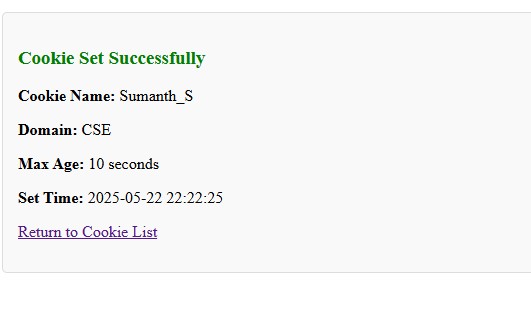 Cookie Set Successfully
Cookie Name: Sumanth_S
Domain: CSE
Max Age: 10 seconds
Set Time: 2025-05-22 22:22:25
Return to Cookie List